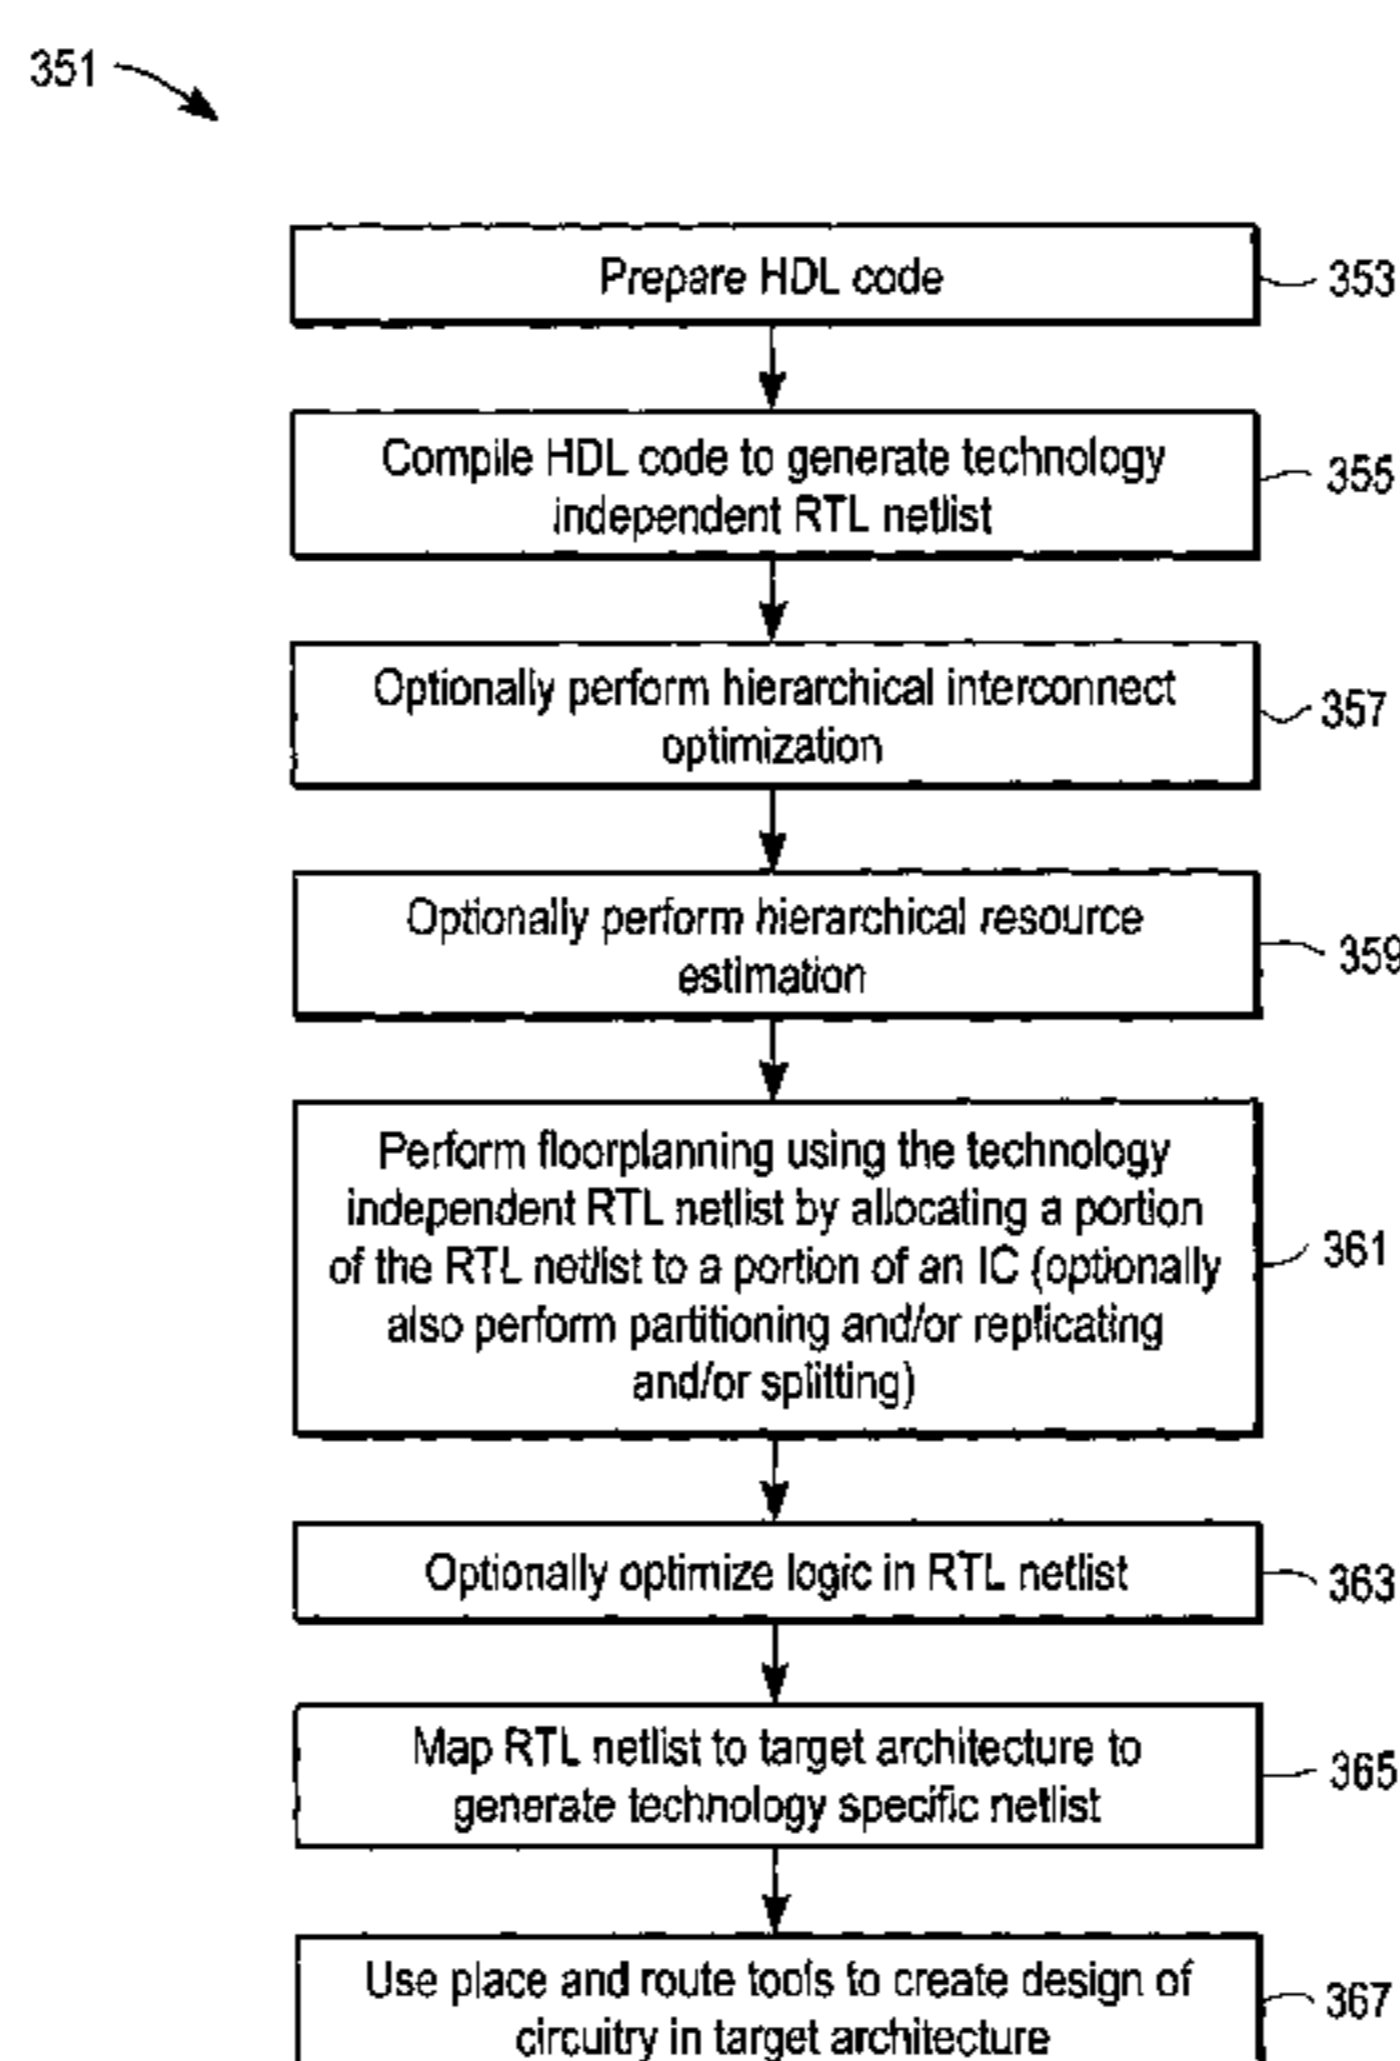 351
Prepare HDL code
353
Compile HDL code to generate technology
independent RTL netlist
355
Optionally perform hierarchical interconnect
optimization
357
Optionally perform hierarchical resource
estimation
359
Perform floorplanning using the technology
independent RTL netlist by allocating a portion
of the RTL netlist to a portion of an IC (optionally
also perform partitioning and/or replicating
and/or splitting)
361
Optionally optimize logic in RTL netlist
363
Map RTL netlist to target architecture to
generate technology specific netlist
365
Use place and route tools to create design of
circuitry in target architecture
367